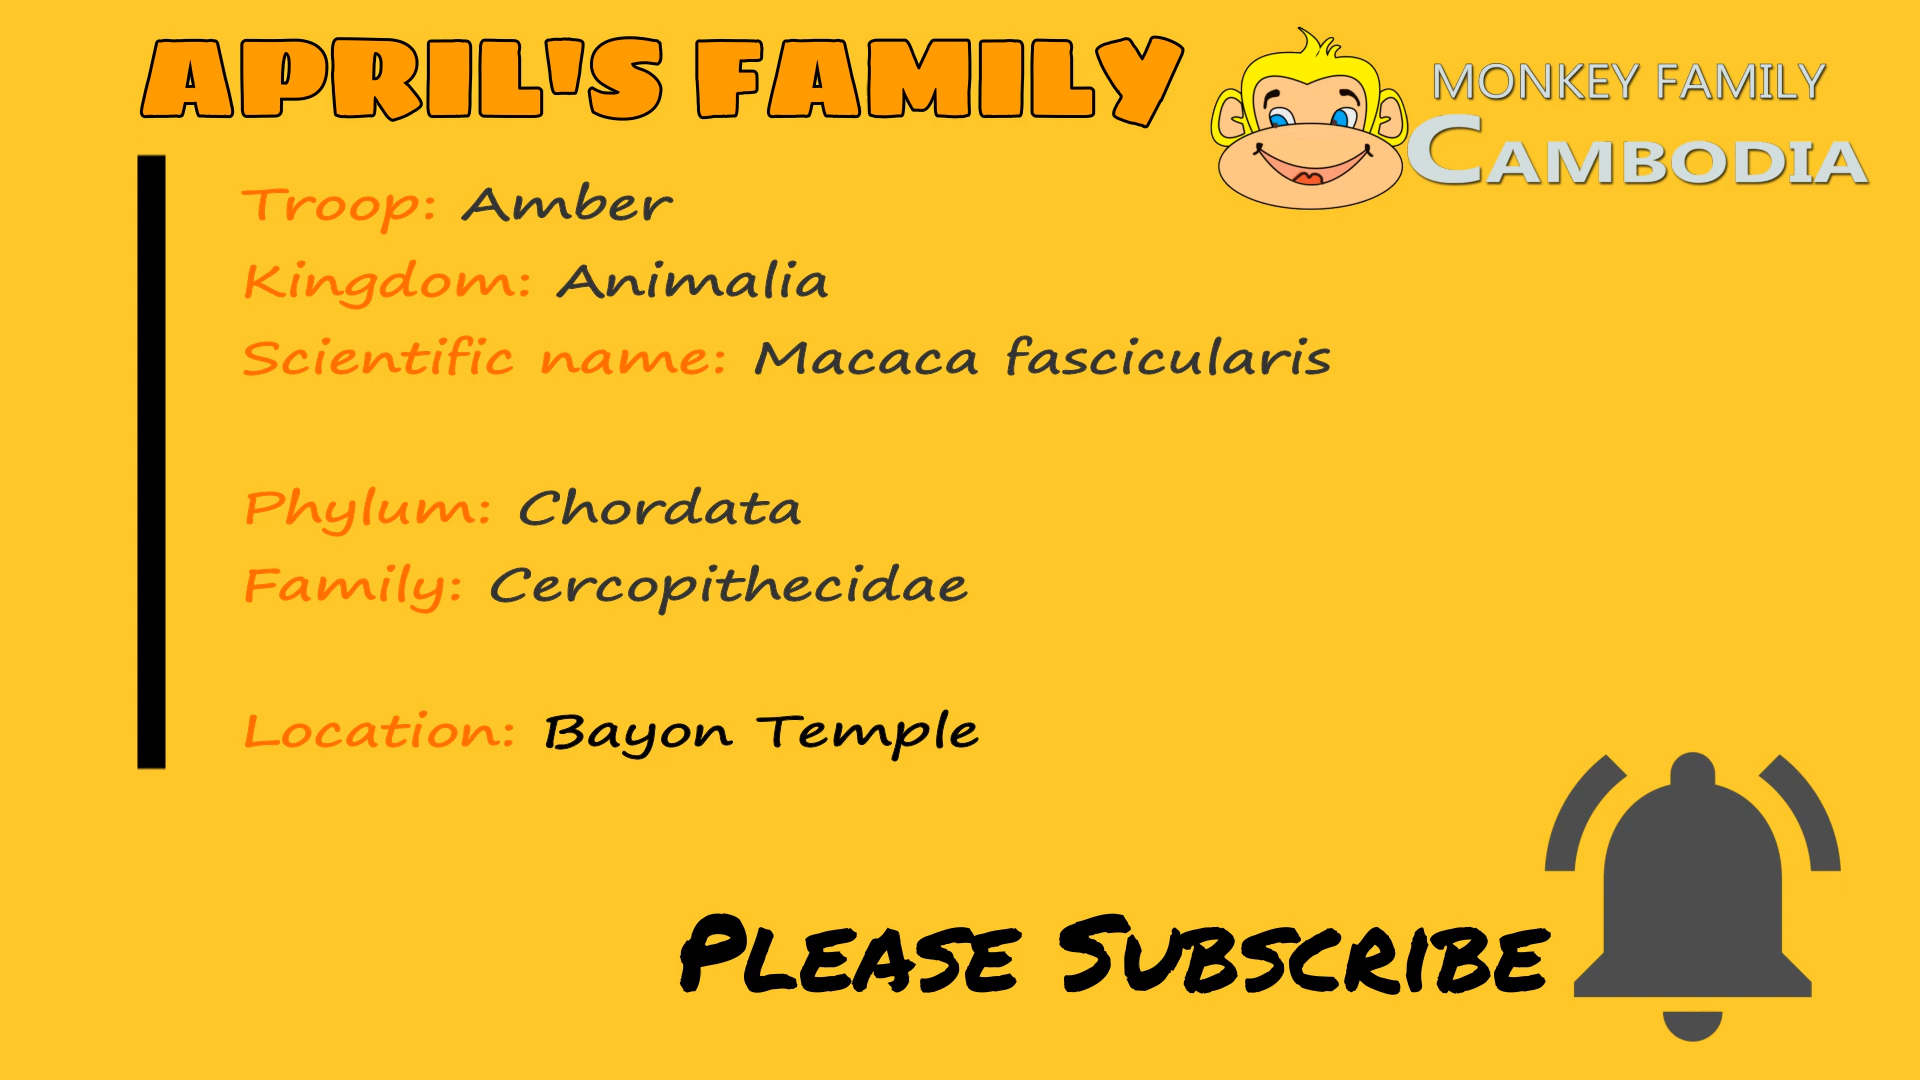 APRIL'S FAMILY
MONKEY FAMILY
CAMBODIA
Troop: Amber
Kingdom: Animalia
Scientific name: Macaca fascicularis
Phylum: Chordata
Family: Cercopithecidae
Location: Bayon Temple
PLEASE SUBSCRIBE